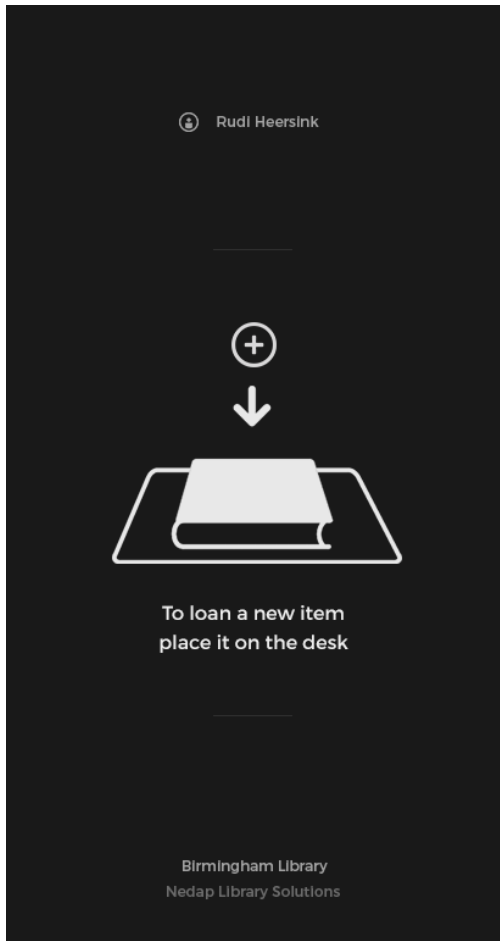 Rudi Heersink
To loan a new item
place it on the desk
Birmingham Library
Nedap Library Solutions